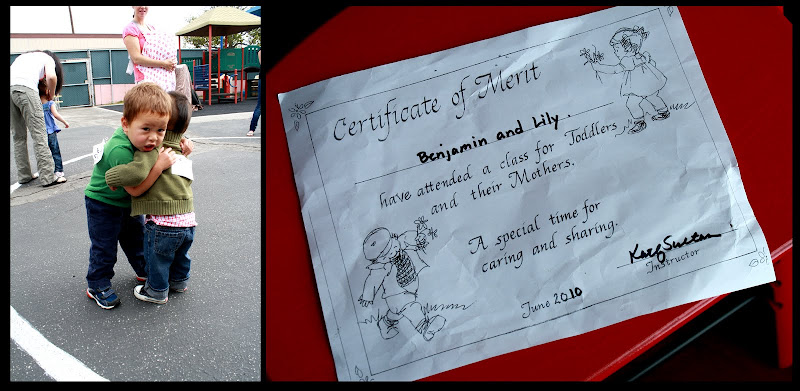 Certificate of Merit
Benjamin and Lily.
have attended a class for Toddlers
and their Mothers.
A special time for
caring and sharing.
Instructor
June 2010